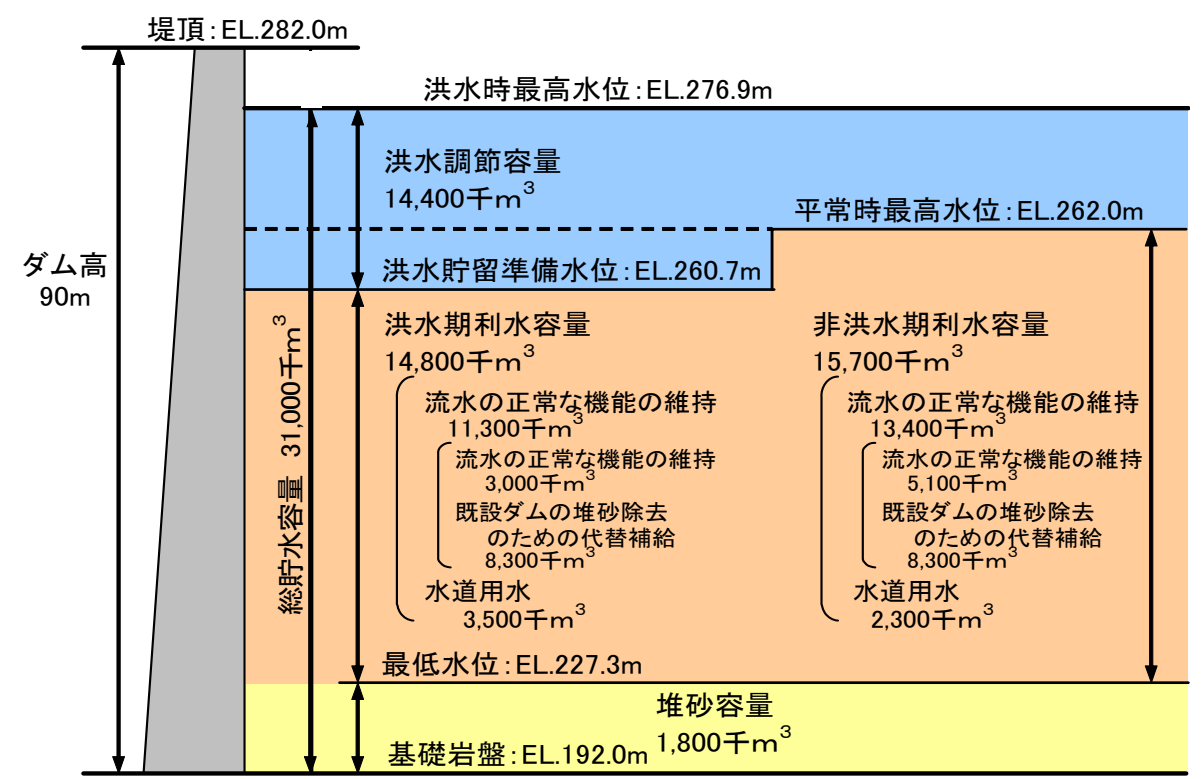 堤頂:EL.282.0m
洪水時最高水位:EL.276.9m
洪水調節容量
14,400千m³
平常時最高水位:EL.262.0m
ダム高
90m
洪水貯留準備水位:EL.260.7m
総貯水容量 31,000千m³
洪水期利水容量
14,800千m³
流水の正常な機能の維持
11,300千m³
流水の正常な機能の維持
3,000千m³
既設ダムの堆砂除去
のための代替補給
8,300千m³
水道用水
3,500千m³
非洪水期利水容量
15,700千m³
流水の正常な機能の維持
13,400千m³
流水の正常な機能の維持
5,100千m³
既設ダムの堆砂除去
のための代替補給
8,300千m³
水道用水
2,300千m³
最低水位:EL.227.3m
堆砂容量
1,800千m³
基礎岩盤:EL.192.0m